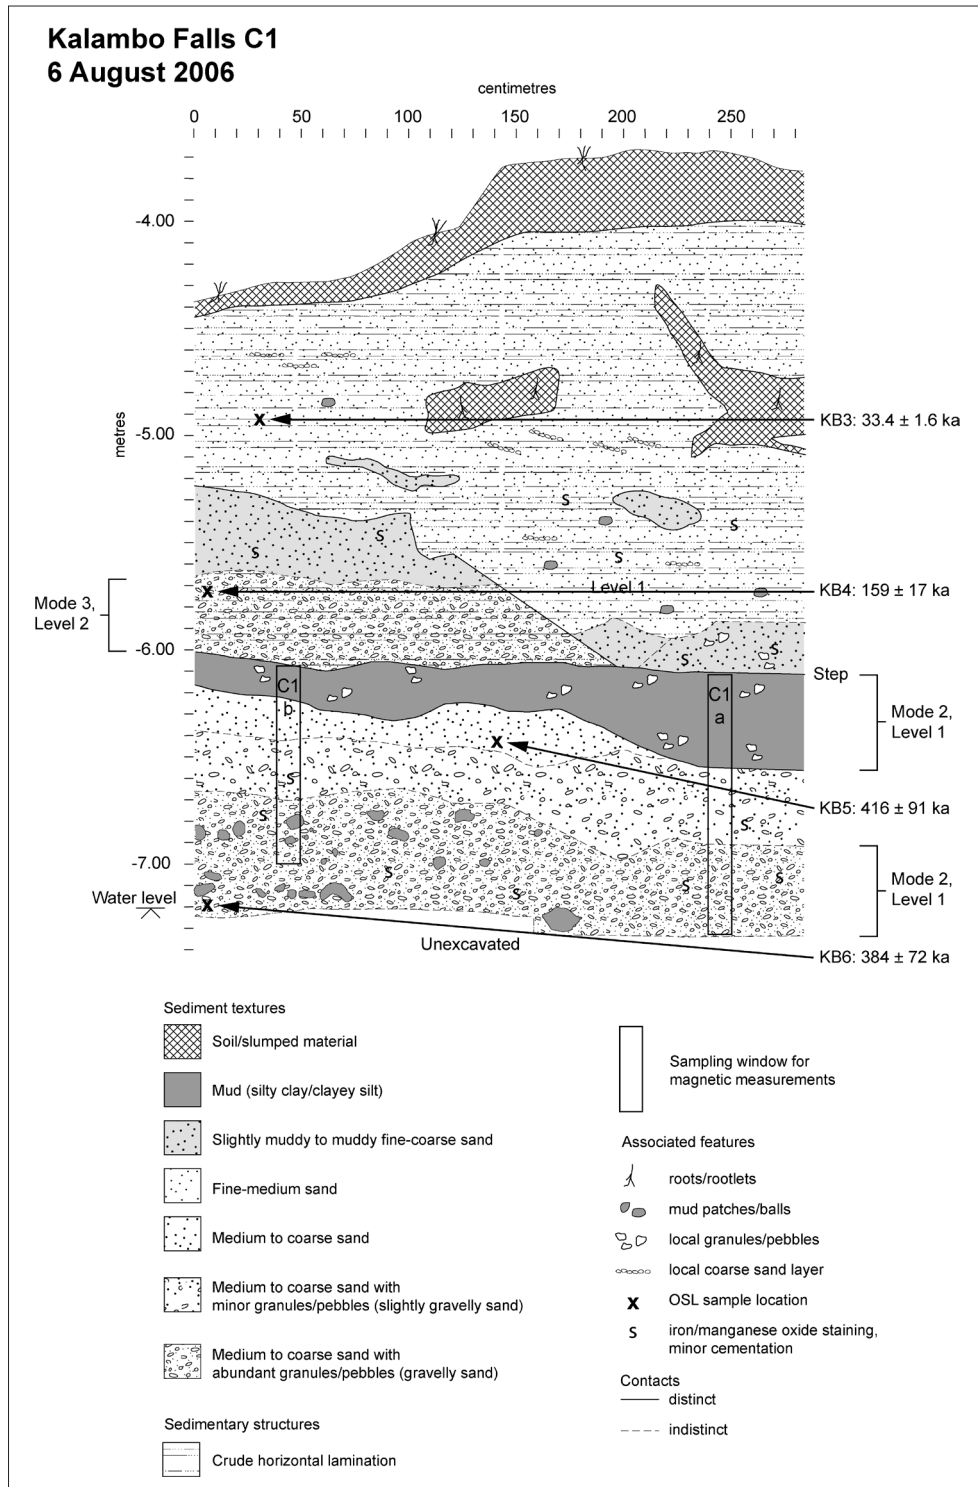 Kalambo Falls C1
6 August 2006
centimetres
0 50 100 150 200 250
metres
-4.00
-5.00
-6.00
-7.00
KB3: 33.4 ± 1.6 ka
s
s
s
s
s
Level 1
KB4: 159 ± 17 ka
Mode 3,
Level 2
s
s
Step
C1
b
C1
a
Mode 2,
Level 1
s
KB5: 416 ± 91 ka
s
s
s
s
s
s
Mode 2,
Level 1
Water level
Unexcavated
KB6: 384 ± 72 ka
Sediment textures
Soil/slumped material
Mud (silty clay/clayey silt)
Slightly muddy to muddy fine-coarse sand
Fine-medium sand
Medium to coarse sand
Medium to coarse sand with
minor granules/pebbles (slightly gravelly sand)
Medium to coarse sand with
abundant granules/pebbles (gravelly sand)
Sedimentary structures
Crude horizontal lamination
Sampling window for
magnetic measurements
Associated features
roots/rootlets
mud patches/balls
local granules/pebbles
local coarse sand layer
x OSL sample location
s iron/manganese oxide staining,
minor cementation
Contacts
distinct
indistinct